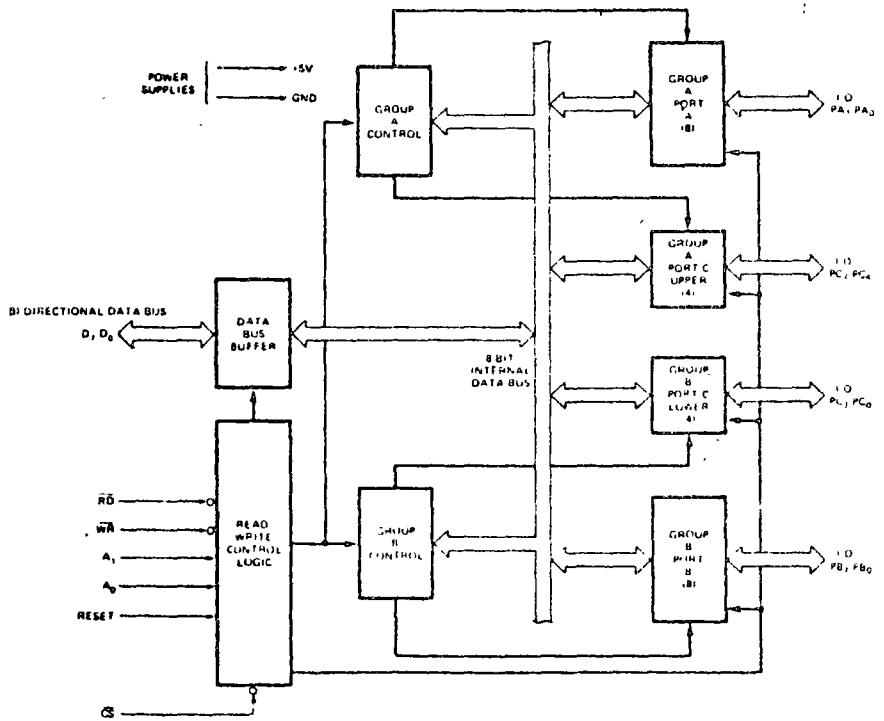 POWER
SUPPLIES
+5V
GND
GROUP
A
CONTROL
GROUP
A
PORT
A
(8)
I O
PA7 PA0
GROUP
A
PORT C
UPPER
(4)
I O
PC7 PC4
BI DIRECTIONAL DATA BUS
D7 D0
DATA
BUS
BUFFER
8 BIT
INTERNAL
DATA BUS
GROUP
B
PORT C
LOWER
(4)
I O
PC3 PC0
RD
WR
A1
A0
RESET
CS
READ
WRITE
CONTROL
LOGIC
GROUP
B
CONTROL
GROUP
B
PORT
B
(8)
I O
PB7 PB0